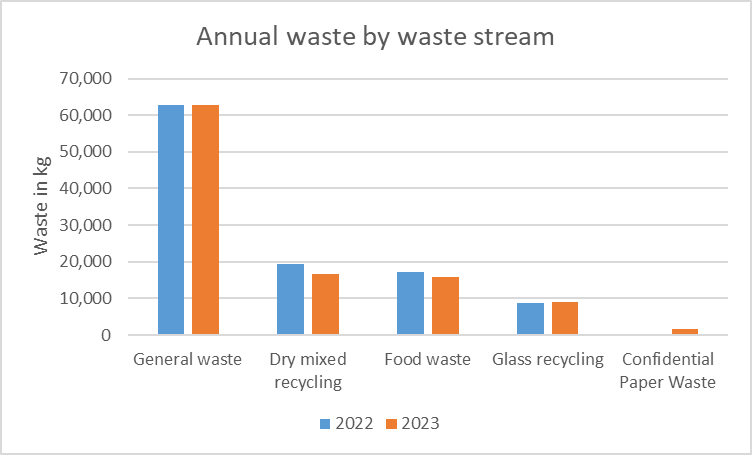 Annual waste by waste stream
70,000
60,000
50,000
40,000
30,000
20,000
10,000
0
Waste in kg
General waste
Dry mixed
recycling
Food waste
Glass recycling
Confidential
Paper Waste
2022
2023